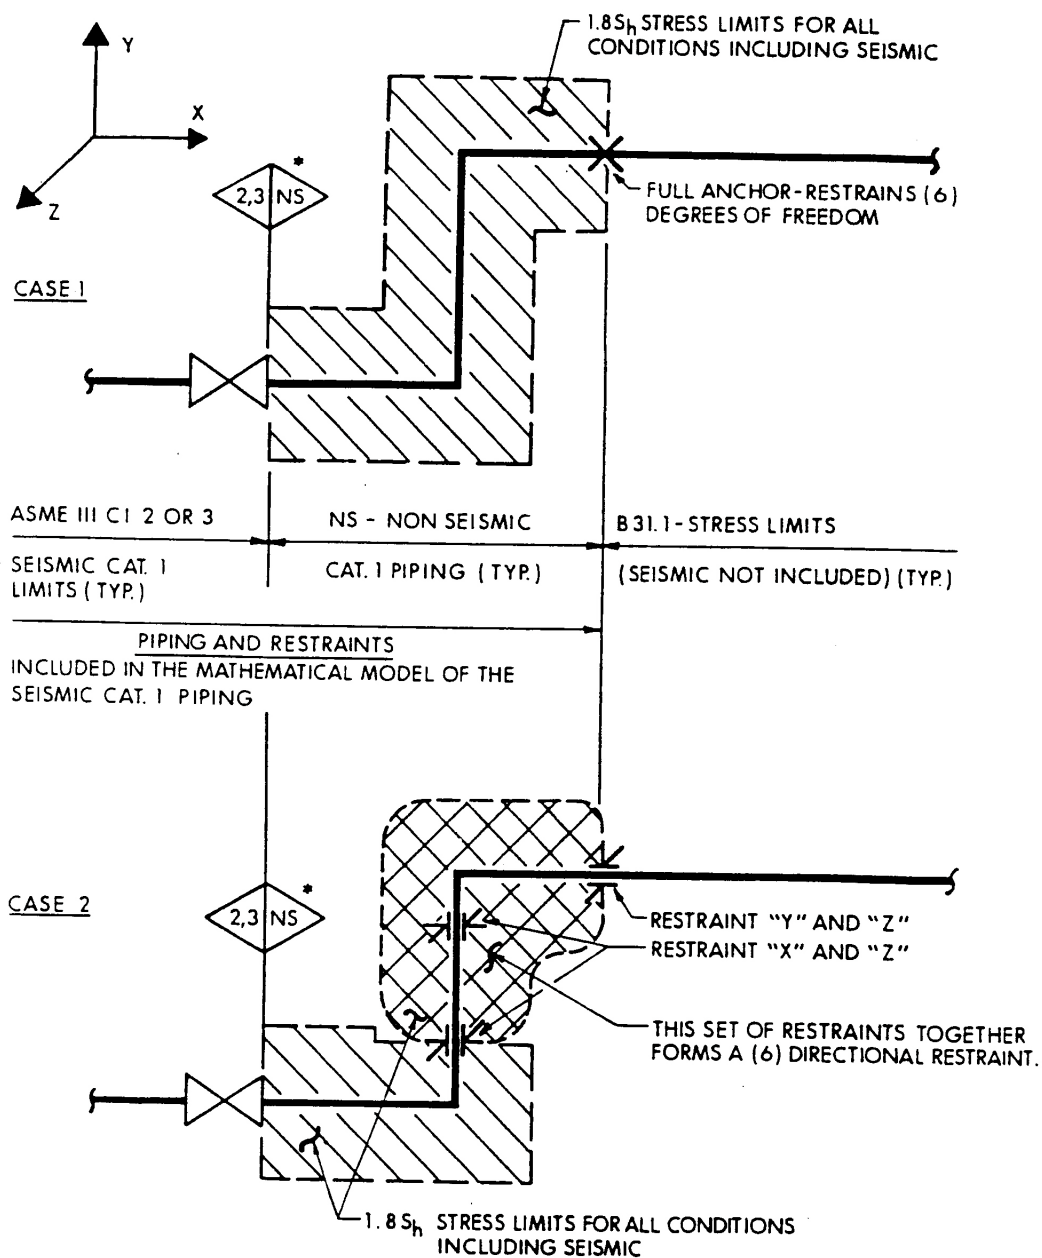 1.8Sh STRESS LIMITS FOR ALL
CONDITIONS INCLUDING SEISMIC
Y
X
Z
*
2,3 NS
FULL ANCHOR-RESTRAINS (6)
DEGREES OF FREEDOM
CASE 1
ASME III Cl 2 OR 3
NS - NON SEISMIC
B 31.1 - STRESS LIMITS
SEISMIC CAT. 1
LIMITS (TYP.)
CAT. 1 PIPING (TYP.)
(SEISMIC NOT INCLUDED) (TYP.)
PIPING AND RESTRAINTS
INCLUDED IN THE MATHEMATICAL MODEL OF THE
SEISMIC CAT. 1 PIPING
CASE 2
*
2,3 NS
RESTRAINT "Y" AND "Z"
RESTRAINT "X" AND "Z"
THIS SET OF RESTRAINTS TOGETHER
FORMS A (6) DIRECTIONAL RESTRAINT.
1.8Sh STRESS LIMITS FOR ALL CONDITIONS
INCLUDING SEISMIC